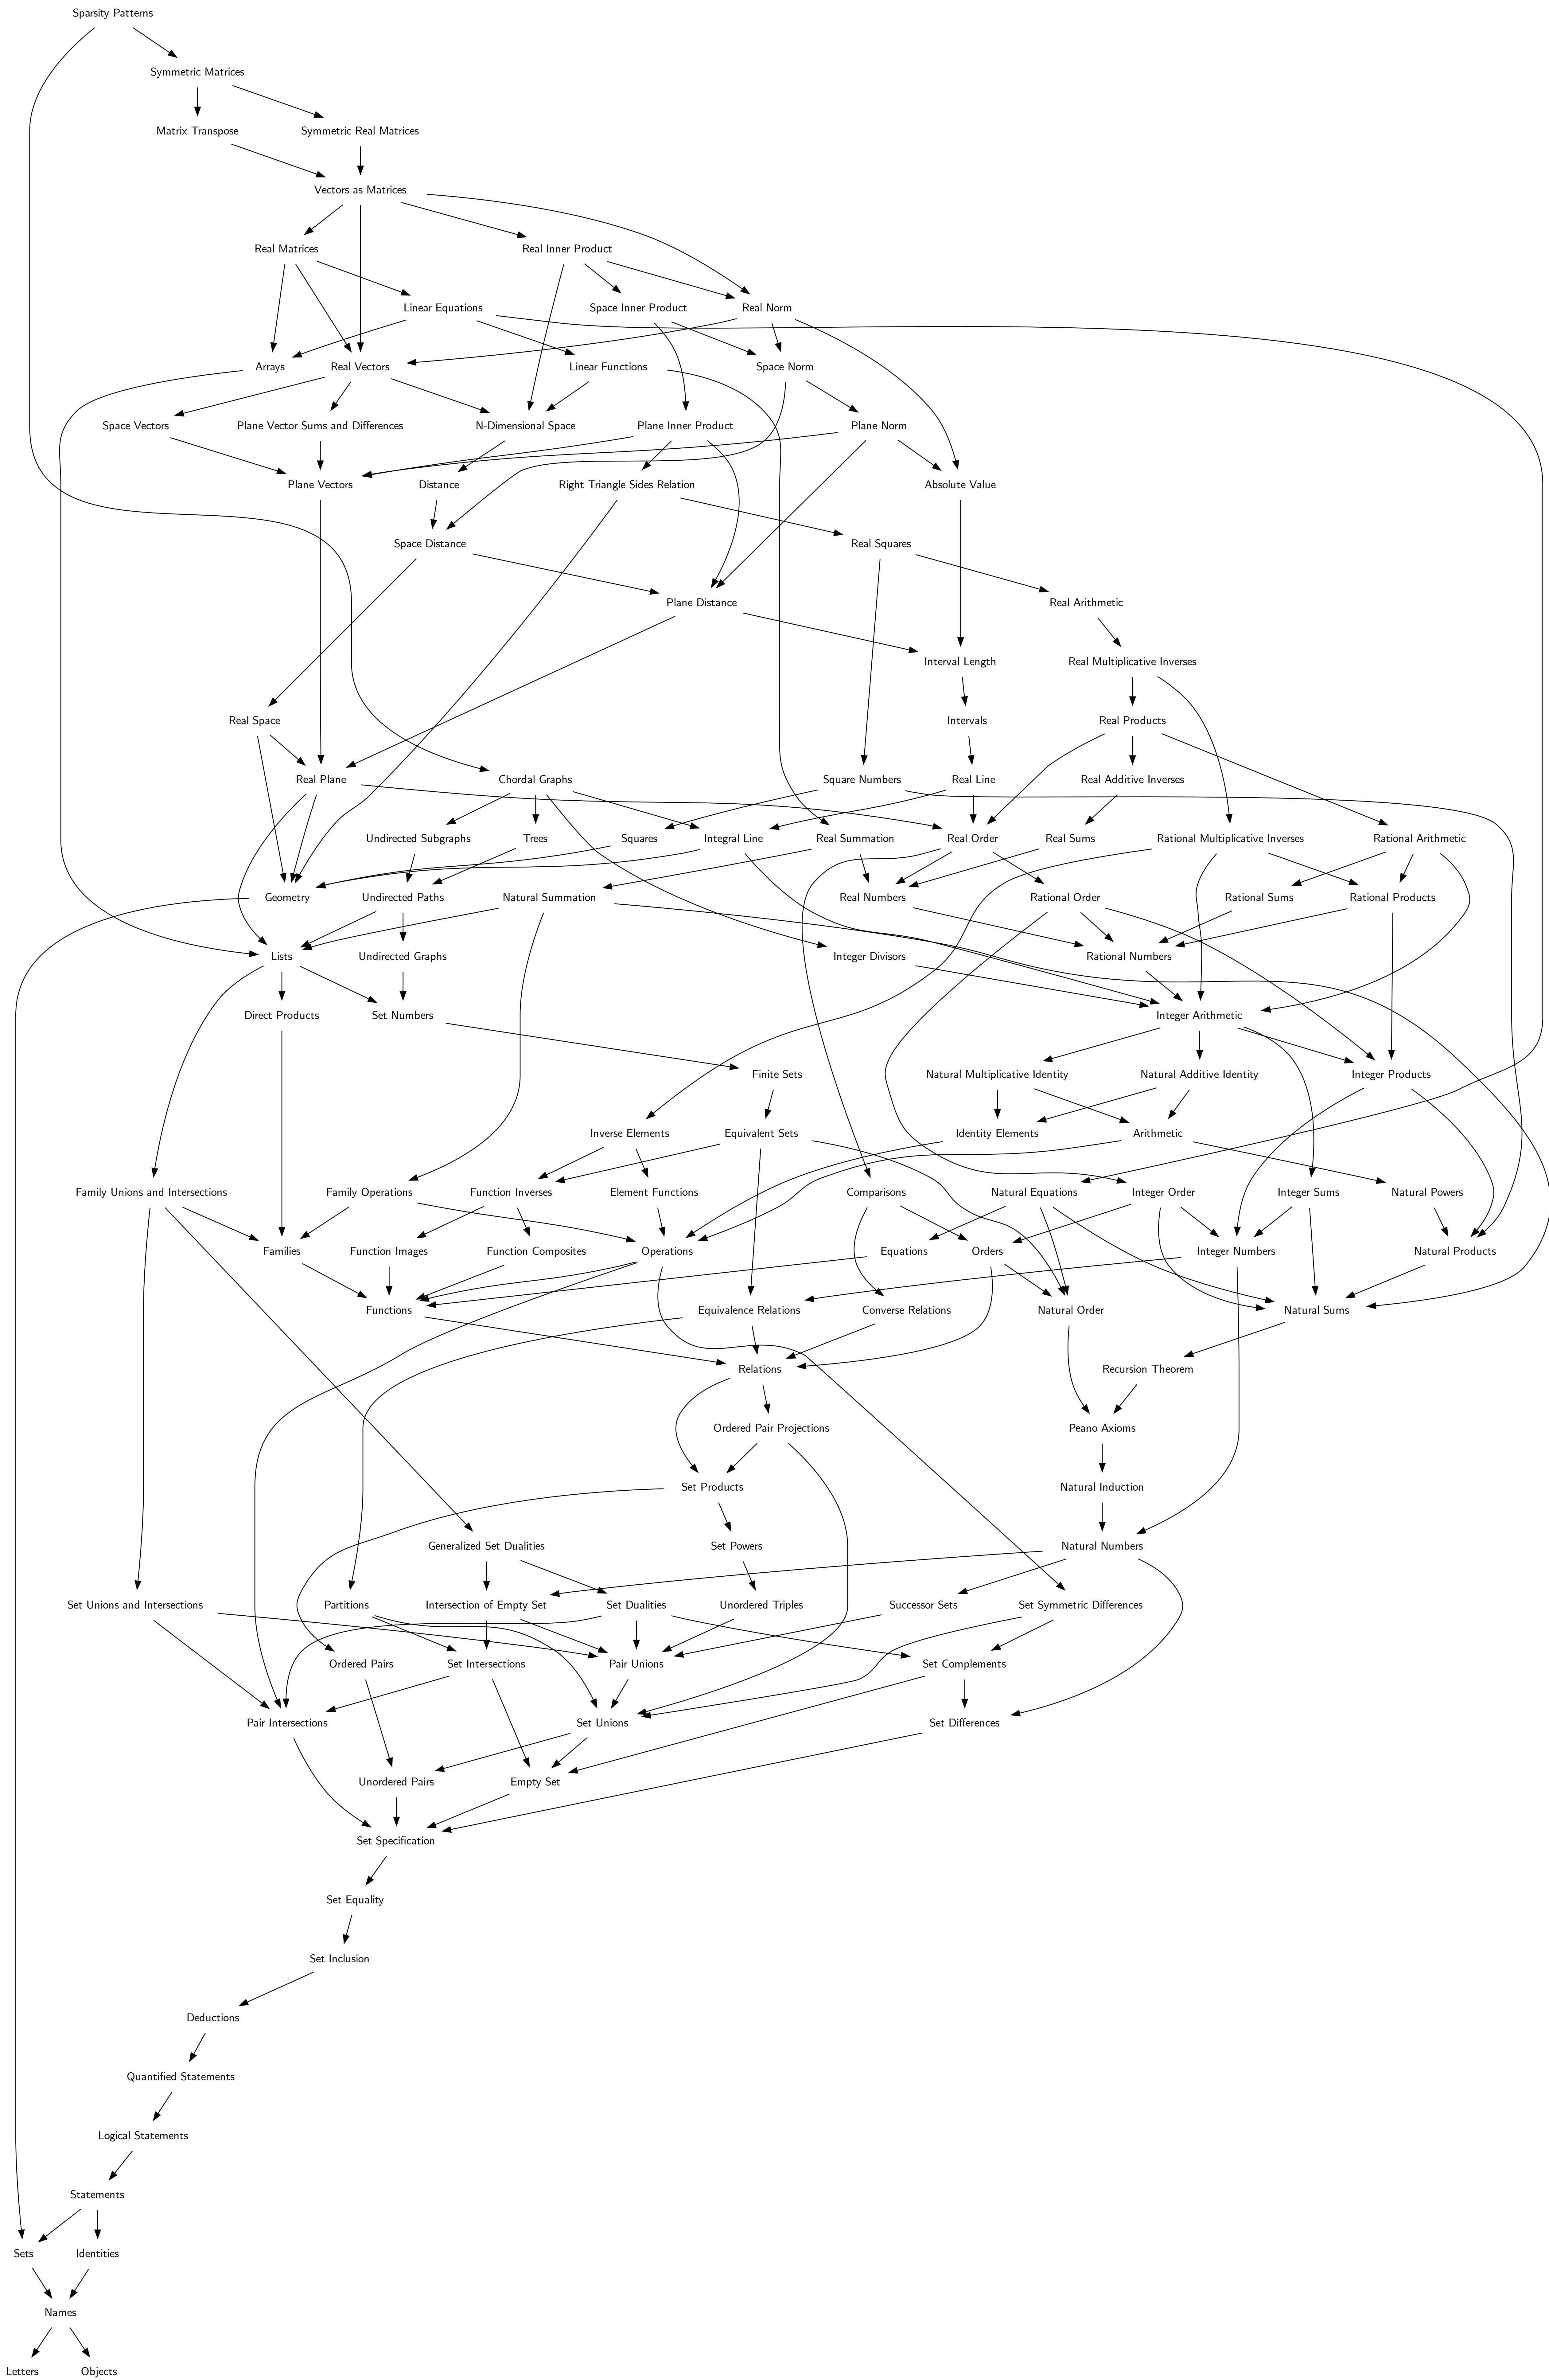 Sparsity Patterns
Symmetric Matrices
Matrix Transpose
Symmetric Real Matrices
Vectors as Matrices
Real Matrices
Real Inner Product
Linear Equations
Space Inner Product
Real Norm
Arrays
Real Vectors
Linear Functions
Space Norm
Space Vectors
Plane Vector Sums and Differences
N-Dimensional Space
Plane Inner Product
Plane Norm
Plane Vectors
Distance
Right Triangle Sides Relation
Absolute Value
Space Distance
Real Squares
Plane Distance
Real Arithmetic
Interval Length
Real Multiplicative Inverses
Real Space
Intervals
Real Products
Real Plane
Chordal Graphs
Square Numbers
Real Line
Real Additive Inverses
Undirected Subgraphs
Trees
Squares
Integral Line
Real Summation
Real Order
Real Sums
Rational Multiplicative Inverses
Rational Arithmetic
Geometry
Undirected Paths
Natural Summation
Real Numbers
Rational Order
Rational Sums
Rational Products
Lists
Undirected Graphs
Integer Divisors
Rational Numbers
Direct Products
Set Numbers
Integer Arithmetic
Finite Sets
Natural Multiplicative Identity
Natural Additive Identity
Integer Products
Inverse Elements
Equivalent Sets
Identity Elements
Arithmetic
Family Unions and Intersections
Family Operations
Function Inverses
Element Functions
Comparisons
Natural Equations
Integer Order
Integer Sums
Natural Powers
Families
Function Images
Function Composites
Operations
Equations
Orders
Integer Numbers
Natural Products
Functions
Equivalence Relations
Converse Relations
Natural Order
Natural Sums
Relations
Recursion Theorem
Ordered Pair Projections
Peano Axioms
Set Products
Natural Induction
Generalized Set Dualities
Set Powers
Natural Numbers
Set Unions and Intersections
Partitions
Intersection of Empty Set
Set Dualities
Unordered Triples
Successor Sets
Set Symmetric Differences
Ordered Pairs
Set Intersections
Pair Unions
Set Complements
Pair Intersections
Set Unions
Set Differences
Unordered Pairs
Empty Set
Set Specification
Set Equality
Set Inclusion
Deductions
Quantified Statements
Logical Statements
Statements
Sets
Identities
Names
Letters
Objects